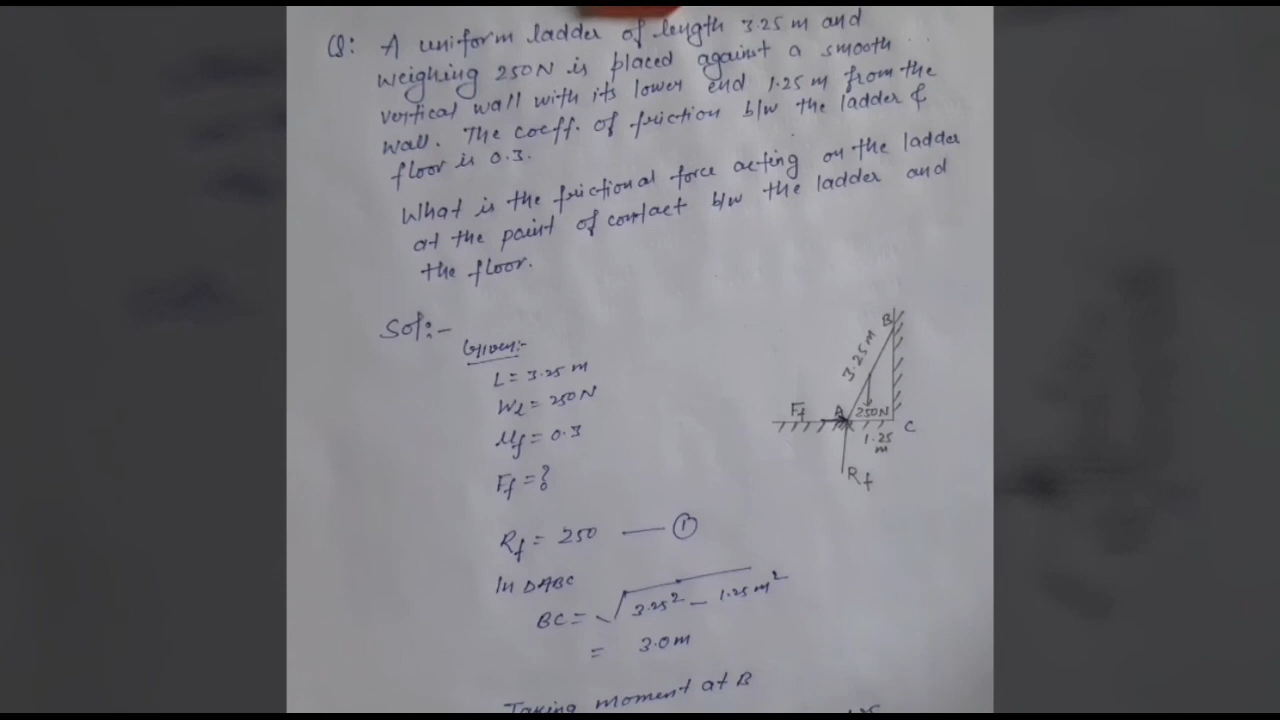 Q: A uniform ladder of length 3.25 m and
weighing 250N is placed against a smooth
vertical wall with its lower end 1.25 m from the
wall. The coeff. of friction b/w the ladder &
floor is 0.3.
What is the frictional force acting on the ladder
at the point of contact b/w the ladder and
the floor.
Sol:-
Given:-
L = 3.25 m
Wl = 250N
μf = 0.3
Ff = ?
B
3.25 m
Ff
A
250N
C
1.25
m
Rf
Rf = 250 — ①
In ΔABC
BC = √3.25² - 1.25 m²
= 3.0m
Taking moment at B